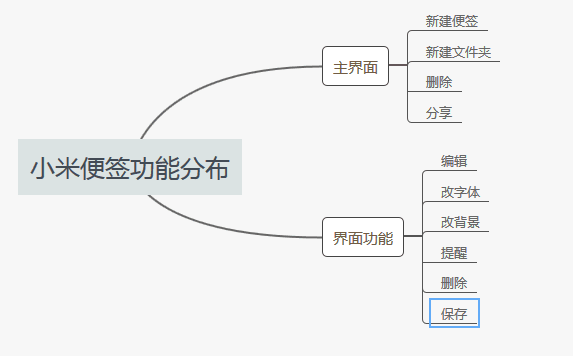 小米便签功能分布
主界面
新建便签
新建文件夹
删除
分享
界面功能
编辑
改字体
改背景
提醒
删除
保存